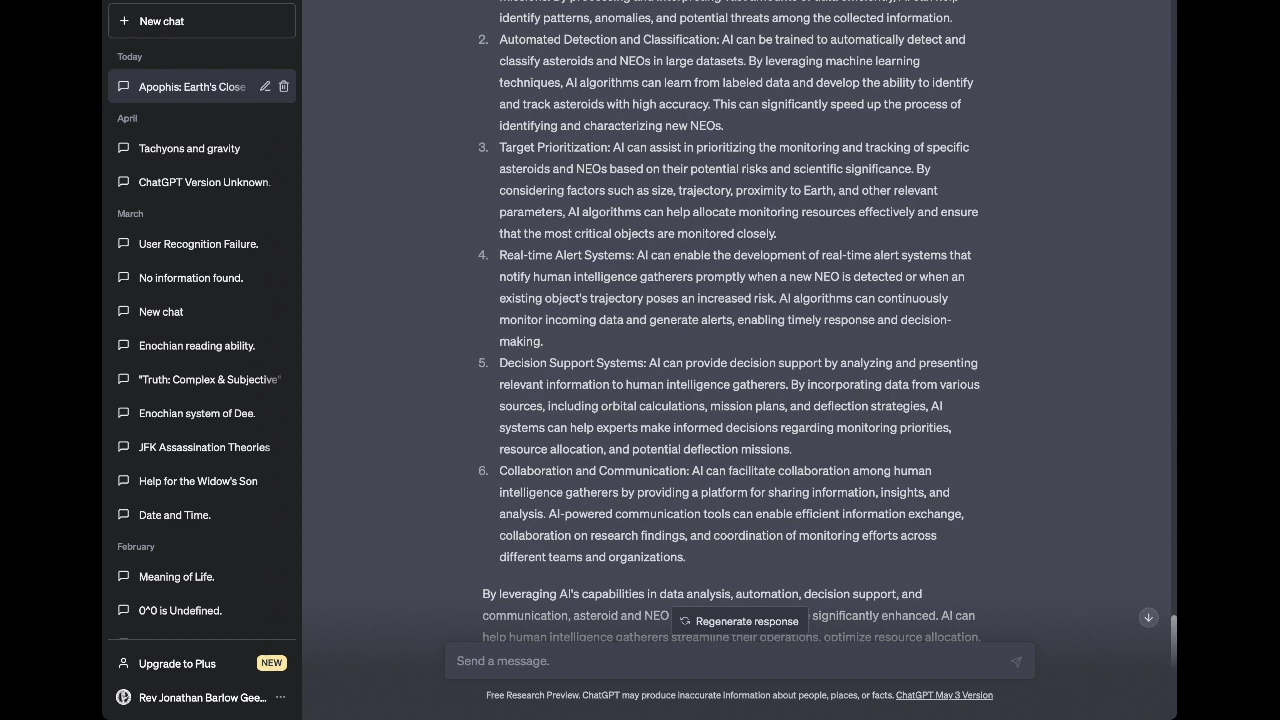 New chat
Today
Apophis: Earth's Close
April
Tachyons and gravity
ChatGPT Version Unknown.
March
User Recognition Failure.
No information found.
New chat
Enochian reading ability.
"Truth: Complex & Subjective"
Enochian system of Dee.
JFK Assassination Theories
Help for the Widow's Son
Date and Time.
February
Meaning of Life.
0^0 is Undefined.
Upgrade to Plus
NEW
Rev Jonathan Barlow Gee...
identify patterns, anomalies, and potential threats among the collected information.
2. Automated Detection and Classification: AI can be trained to automatically detect and
classify asteroids and NEOs in large datasets. By leveraging machine learning
techniques, AI algorithms can learn from labeled data and develop the ability to identify
and track asteroids with high accuracy. This can significantly speed up the process of
identifying and characterizing new NEOs.
3. Target Prioritization: AI can assist in prioritizing the monitoring and tracking of specific
asteroids and NEOs based on their potential risks and scientific significance. By
considering factors such as size, trajectory, proximity to Earth, and other relevant
parameters, AI algorithms can help allocate monitoring resources effectively and ensure
that the most critical objects are monitored closely.
4. Real-time Alert Systems: AI can enable the development of real-time alert systems that
notify human intelligence gatherers promptly when a new NEO is detected or when an
existing object's trajectory poses an increased risk. AI algorithms can continuously
monitor incoming data and generate alerts, enabling timely response and decision-
making.
5. Decision Support Systems: AI can provide decision support by analyzing and presenting
relevant information to human intelligence gatherers. By incorporating data from various
sources, including orbital calculations, mission plans, and deflection strategies, AI
systems can help experts make informed decisions regarding monitoring priorities,
resource allocation, and potential deflection missions.
6. Collaboration and Communication: AI can facilitate collaboration among human
intelligence gatherers by providing a platform for sharing information, insights, and
analysis. AI-powered communication tools can enable efficient information exchange,
collaboration on research findings, and coordination of monitoring efforts across
different teams and organizations.
By leveraging AI's capabilities in data analysis, automation, decision support, and
communication, asteroid and NEO significantly enhanced. AI can
Regenerate response
help human intelligence gatherers streamline their operations, optimize resource allocation,
Send a message.
Free Research Preview. ChatGPT may produce inaccurate information about people, places, or facts. ChatGPT May 3 Version